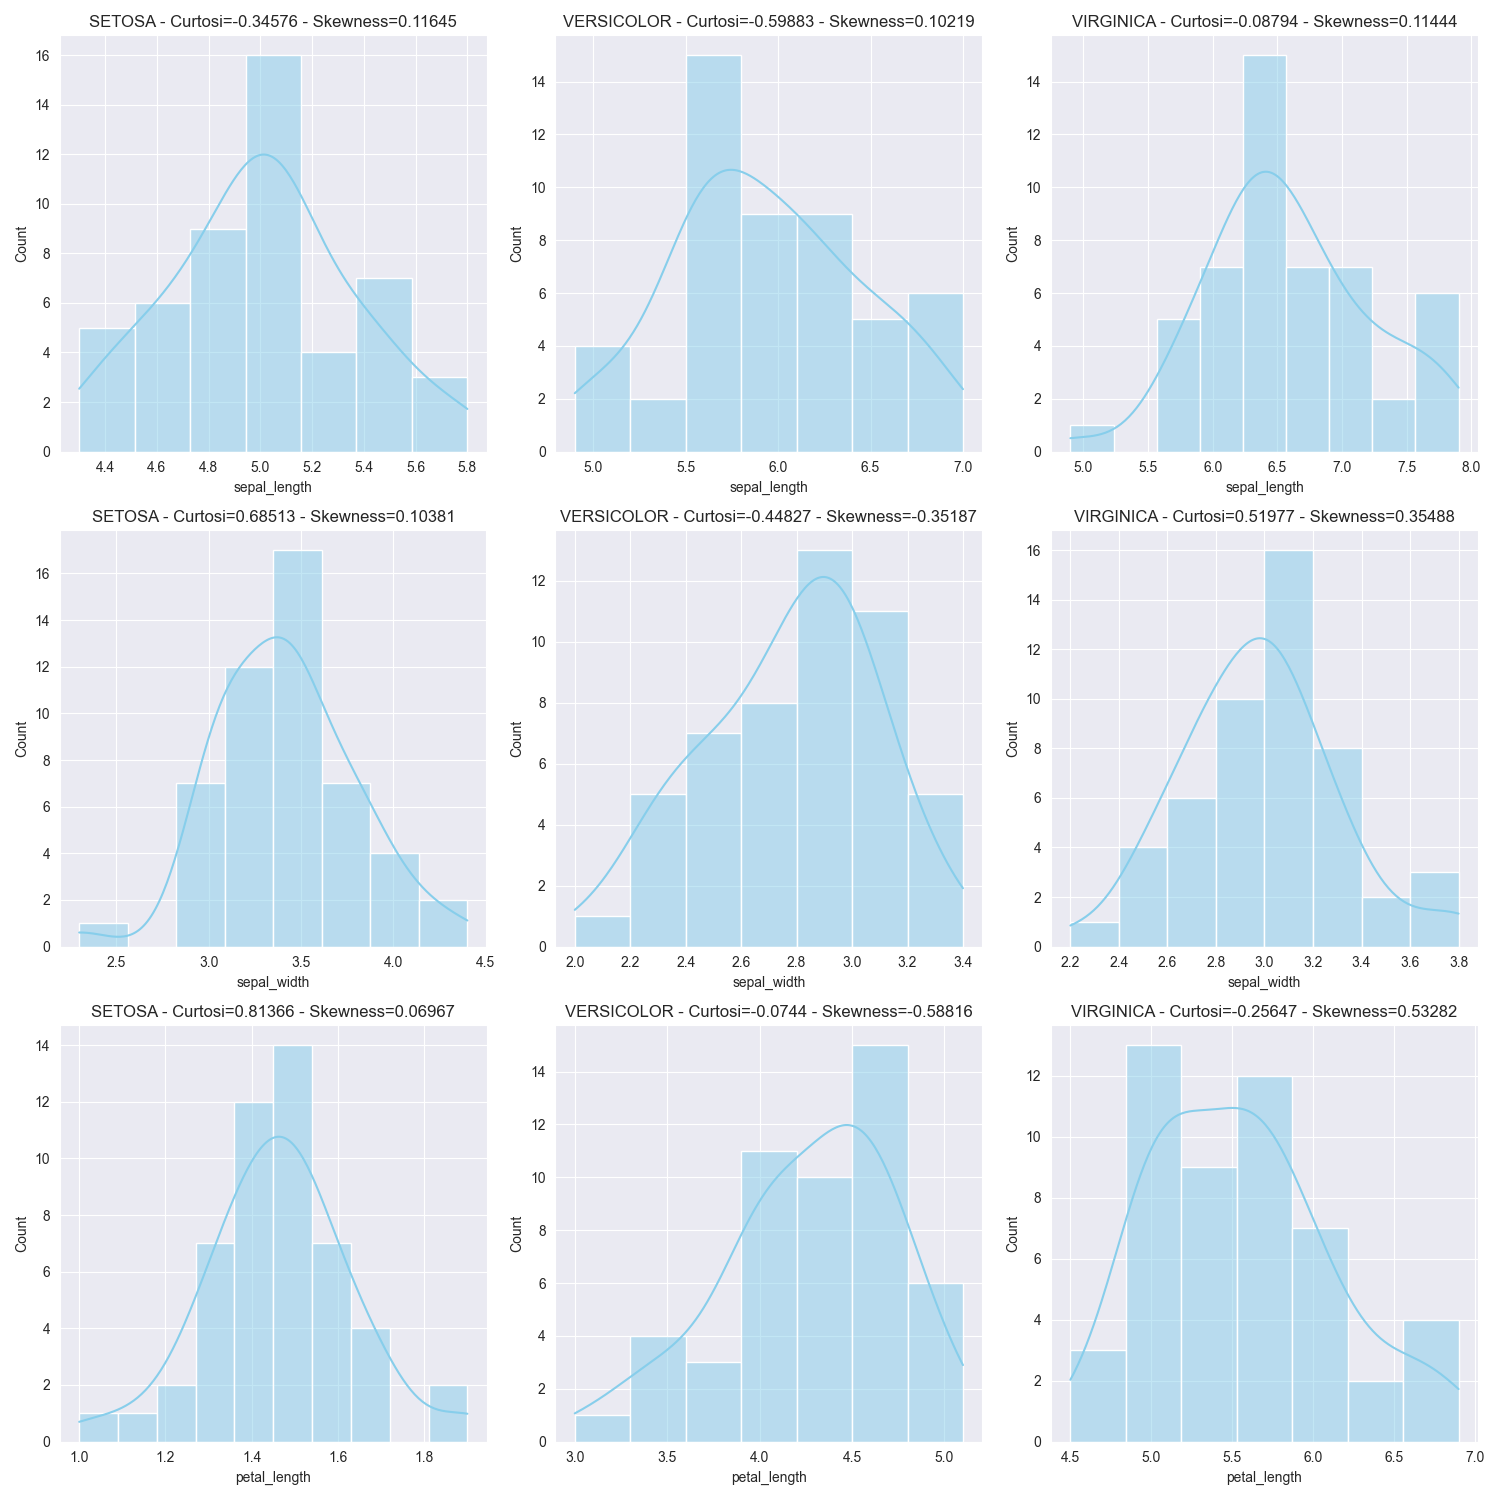 SETOSA - Curtosi=-0.34576 - Skewness=0.11645
16
14
12
10
8
6
4
2
0
Count
4.4 4.6 4.8 5.0 5.2 5.4 5.6 5.8
sepal_length
VERSICOLOR - Curtosi=-0.59883 - Skewness=0.10219
14
12
10
8
6
4
2
0
Count
5.0 5.5 6.0 6.5 7.0
sepal_length
VIRGINICA - Curtosi=-0.08794 - Skewness=0.11444
14
12
10
8
6
4
2
0
Count
5.0 5.5 6.0 6.5 7.0 7.5 8.0
sepal_length
SETOSA - Curtosi=0.68513 - Skewness=0.10381
16
14
12
10
8
6
4
2
0
Count
2.5 3.0 3.5 4.0 4.5
sepal_width
VERSICOLOR - Curtosi=-0.44827 - Skewness=-0.35187
12
10
8
6
4
2
0
Count
2.0 2.2 2.4 2.6 2.8 3.0 3.2 3.4
sepal_width
VIRGINICA - Curtosi=0.51977 - Skewness=0.35488
16
14
12
10
8
6
4
2
0
Count
2.2 2.4 2.6 2.8 3.0 3.2 3.4 3.6 3.8
sepal_width
SETOSA - Curtosi=0.81366 - Skewness=0.06967
14
12
10
8
6
4
2
0
Count
1.0 1.2 1.4 1.6 1.8
petal_length
VERSICOLOR - Curtosi=-0.0744 - Skewness=-0.58816
14
12
10
8
6
4
2
0
Count
3.0 3.5 4.0 4.5 5.0
petal_length
VIRGINICA - Curtosi=-0.25647 - Skewness=0.53282
12
10
8
6
4
2
0
Count
4.5 5.0 5.5 6.0 6.5 7.0
petal_length